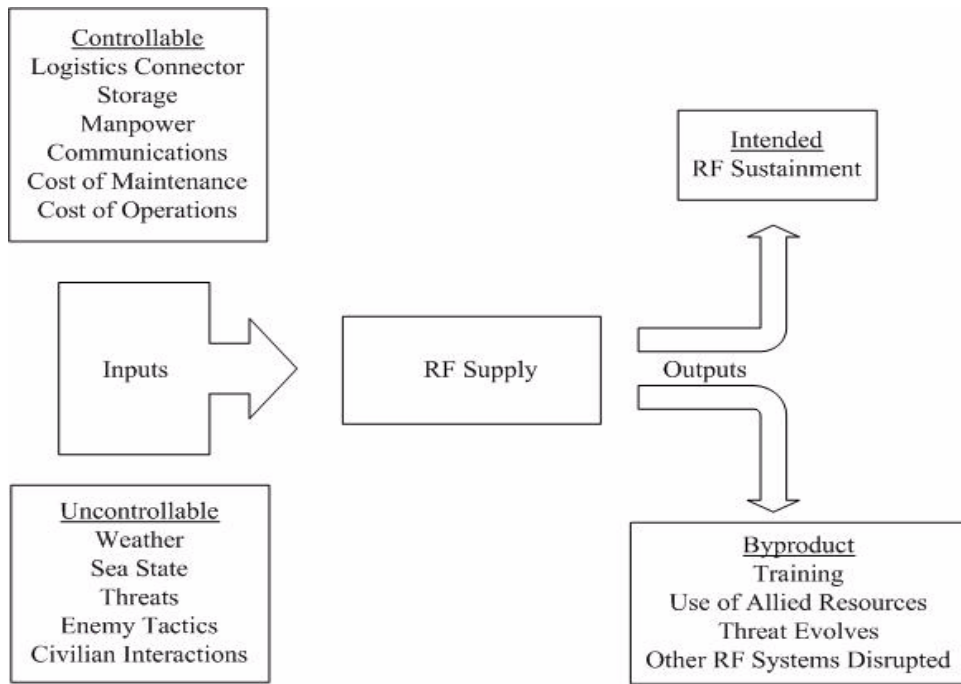 Controllable
Logistics Connector
Storage
Manpower
Communications
Cost of Maintenance
Cost of Operations
Inputs
Uncontrollable
Weather
Sea State
Threats
Enemy Tactics
Civilian Interactions
RF Supply
Outputs
Intended
RF Sustainment
Byproduct
Training
Use of Allied Resources
Threat Evolves
Other RF Systems Disrupted